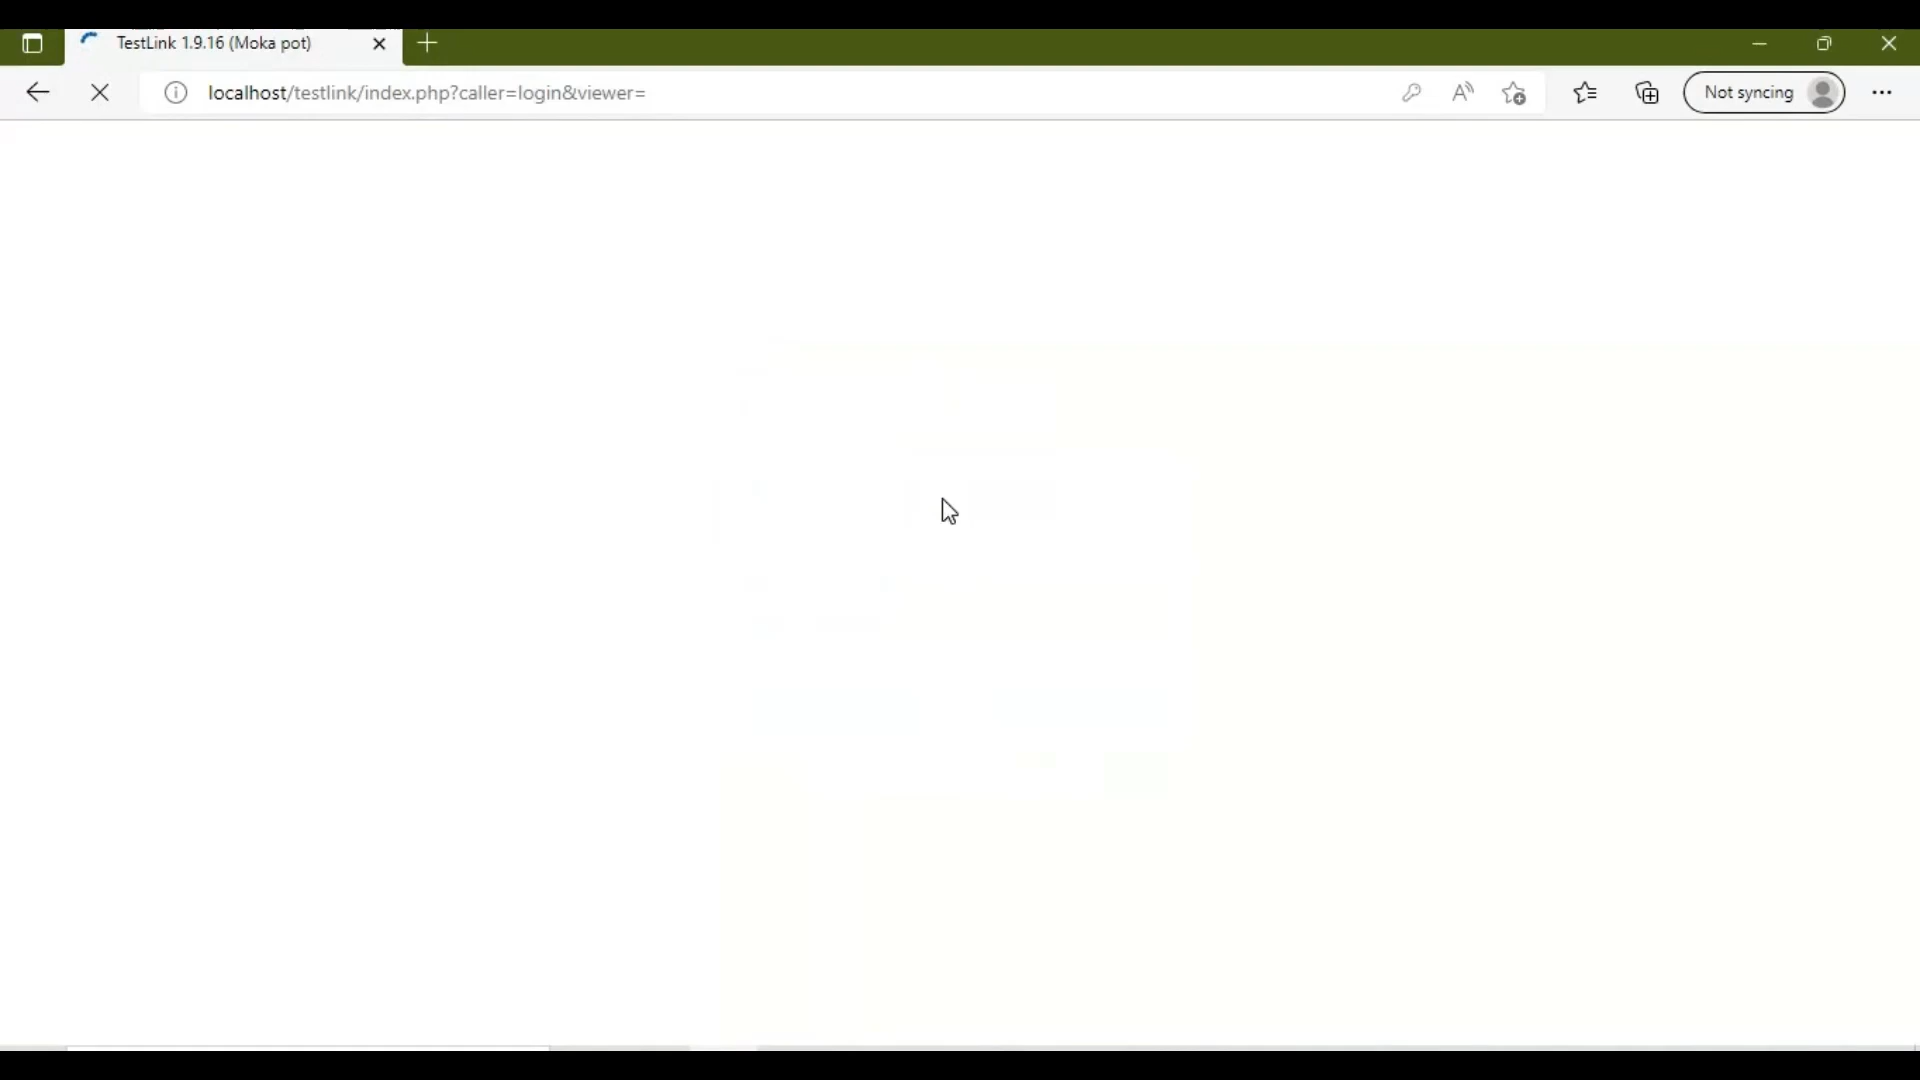 TestLink 1.9.16 (Moka pot)
localhost/testlink/index.php?caller=login&viewer=
Not syncing